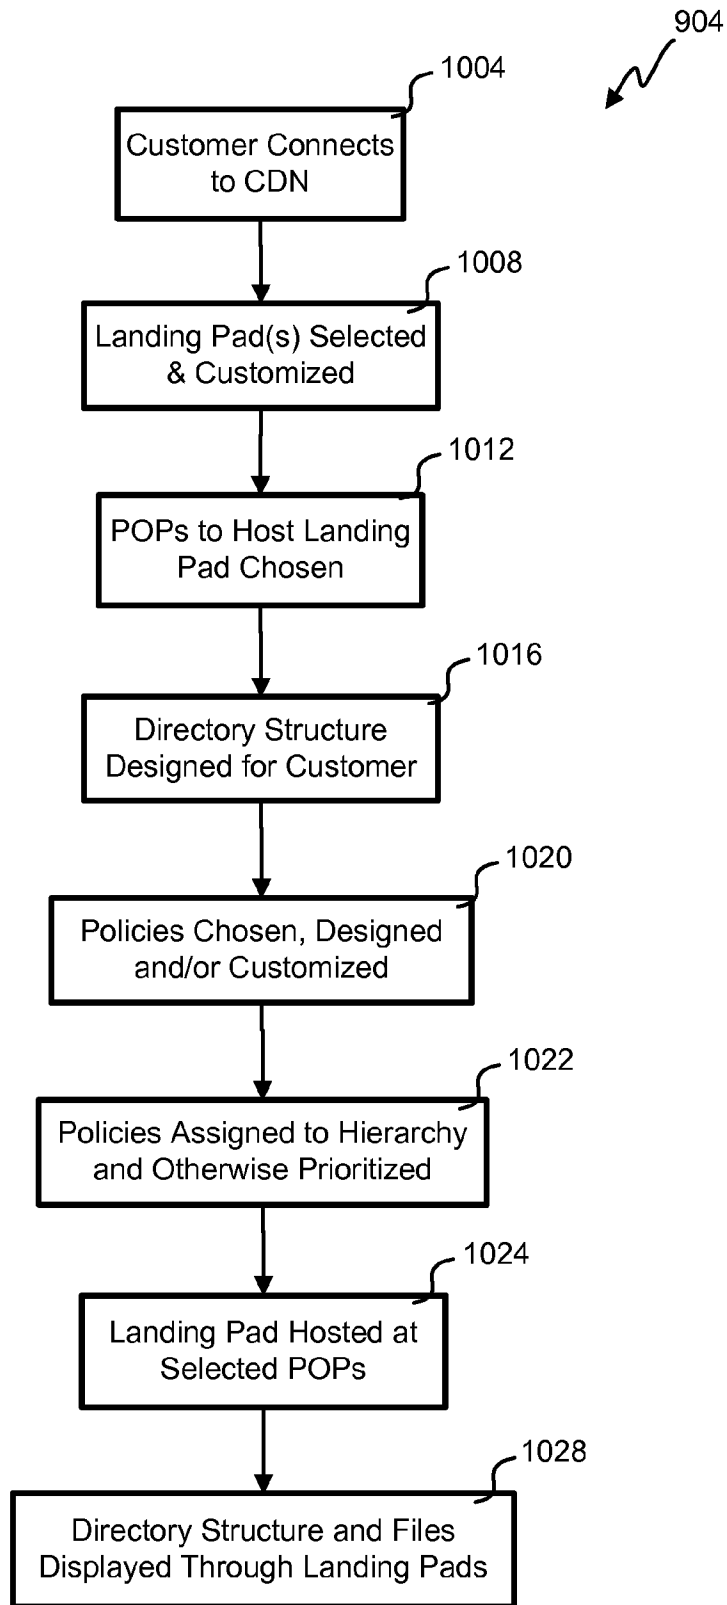 904
1004
Customer Connects
to CDN
1008
Landing Pad(s) Selected
& Customized
1012
POPs to Host Landing
Pad Chosen
1016
Directory Structure
Designed for Customer
1020
Policies Chosen, Designed
and/or Customized
1022
Policies Assigned to Hierarchy
and Otherwise Prioritized
1024
Landing Pad Hosted at
Selected POPs
1028
Directory Structure and Files
Displayed Through Landing Pads